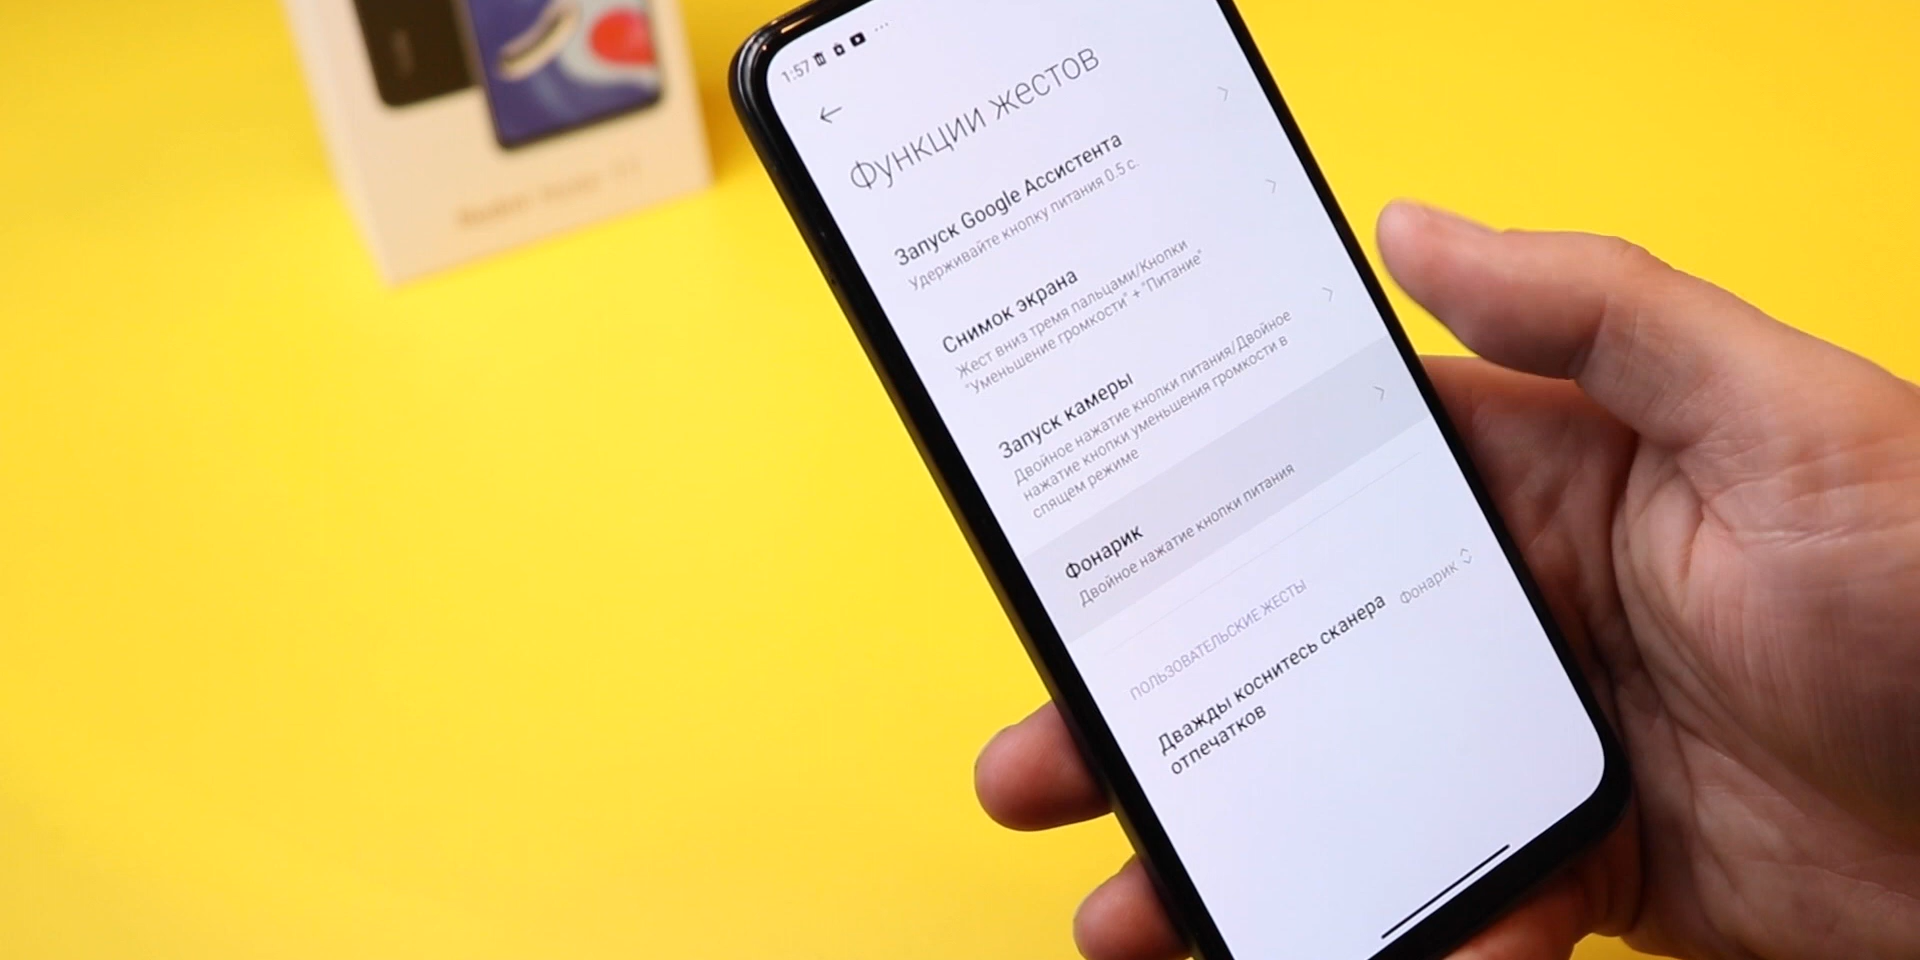 1:57
Функции жестов
Запуск Google Ассистента
Удерживайте кнопку питания 0.5 с.
Снимок экрана
Жест вниз тремя пальцами/Кнопки
"Уменьшение громкости" + "Питание"
Запуск камеры
Двойное нажатие кнопки питания/Двойное
нажатие кнопки уменьшения громкости в
спящем режиме
Фонарик
Двойное нажатие кнопки питания
ПОЛЬЗОВАТЕЛЬСКИЕ ЖЕСТЫ
Дважды коснитесь сканера
отпечатков
Фонарик